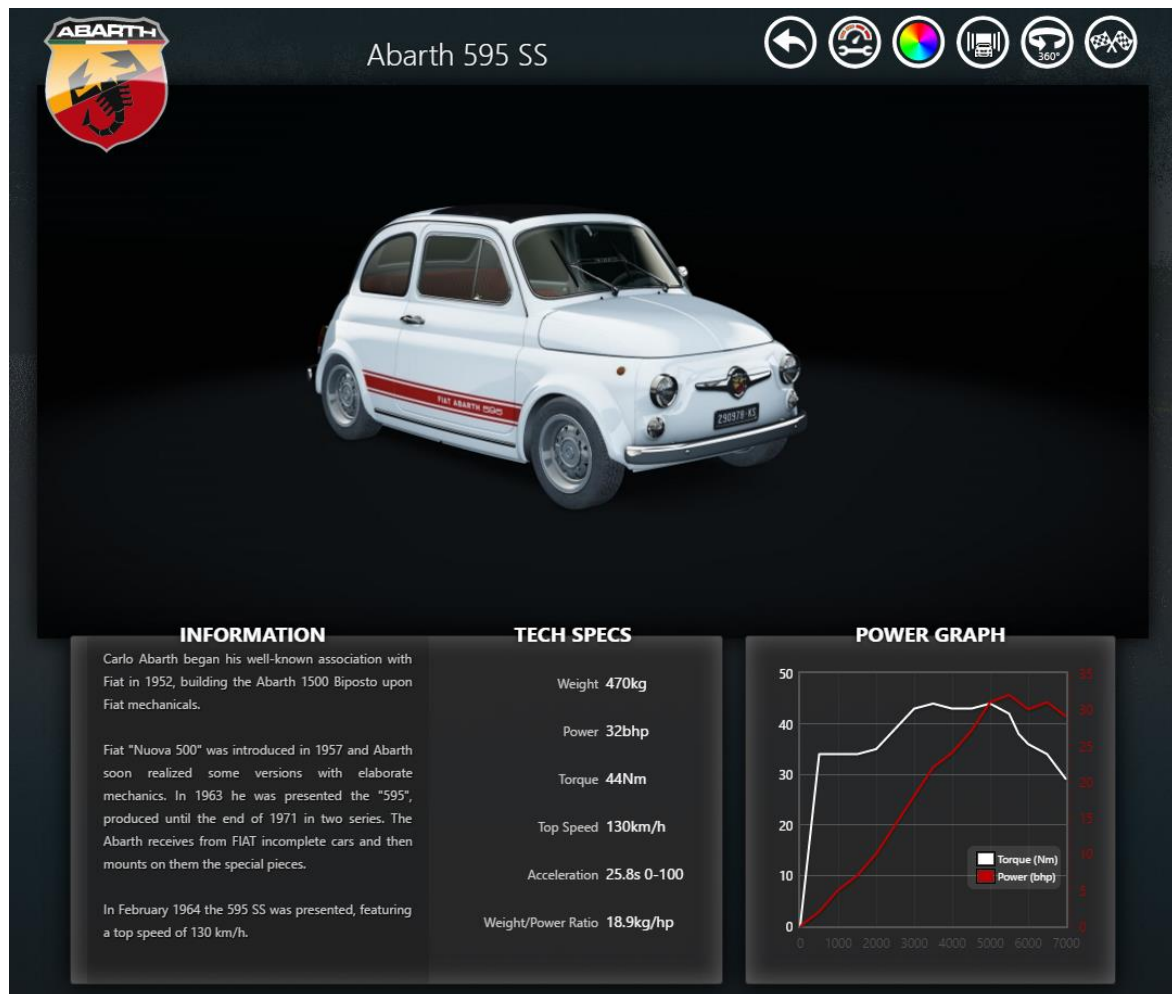 ABARTH
Abarth 595 SS
360°
FIAT ABARTH 595
290978·KS
INFORMATION
Carlo Abarth began his well-known association with
Fiat in 1952, building the Abarth 1500 Biposto upon
Fiat mechanicals.
Fiat "Nuova 500" was introduced in 1957 and Abarth
soon realized some versions with elaborate
mechanics. In 1963 he was presented the "595",
produced until the end of 1971 in two series. The
Abarth receives from FIAT incomplete cars and then
mounts on them the special pieces.
In February 1964 the 595 SS was presented, featuring
a top speed of 130 km/h.
TECH SPECS
Weight 470kg
Power 32bhp
Torque 44Nm
Top Speed 130km/h
Acceleration 25.8s 0-100
Weight/Power Ratio 18.9kg/hp
POWER GRAPH
50 35
30
40
25
30 20
20 15
10 10
5
0 0
Torque (Nm)
Power (bhp)
0 1000 2000 3000 4000 5000 6000 7000